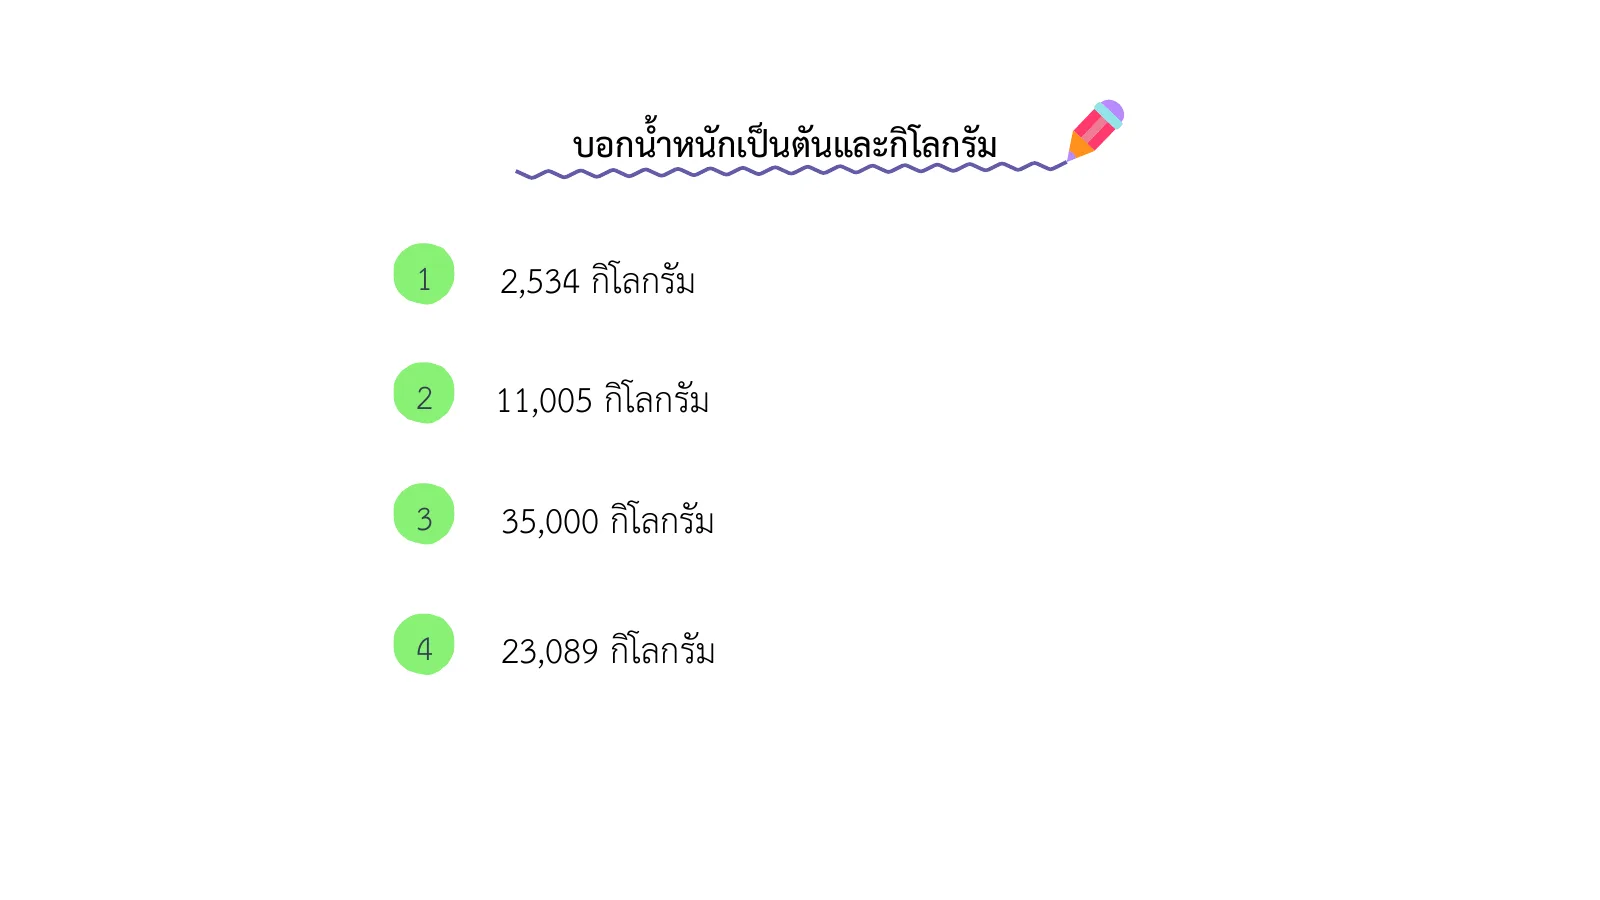 บอกน้ำหนักเป็นตันและกิโลกรัม
1 2,534 กิโลกรัม
2 11,005 กิโลกรัม
3 35,000 กิโลกรัม
4 23,089 กิโลกรัม